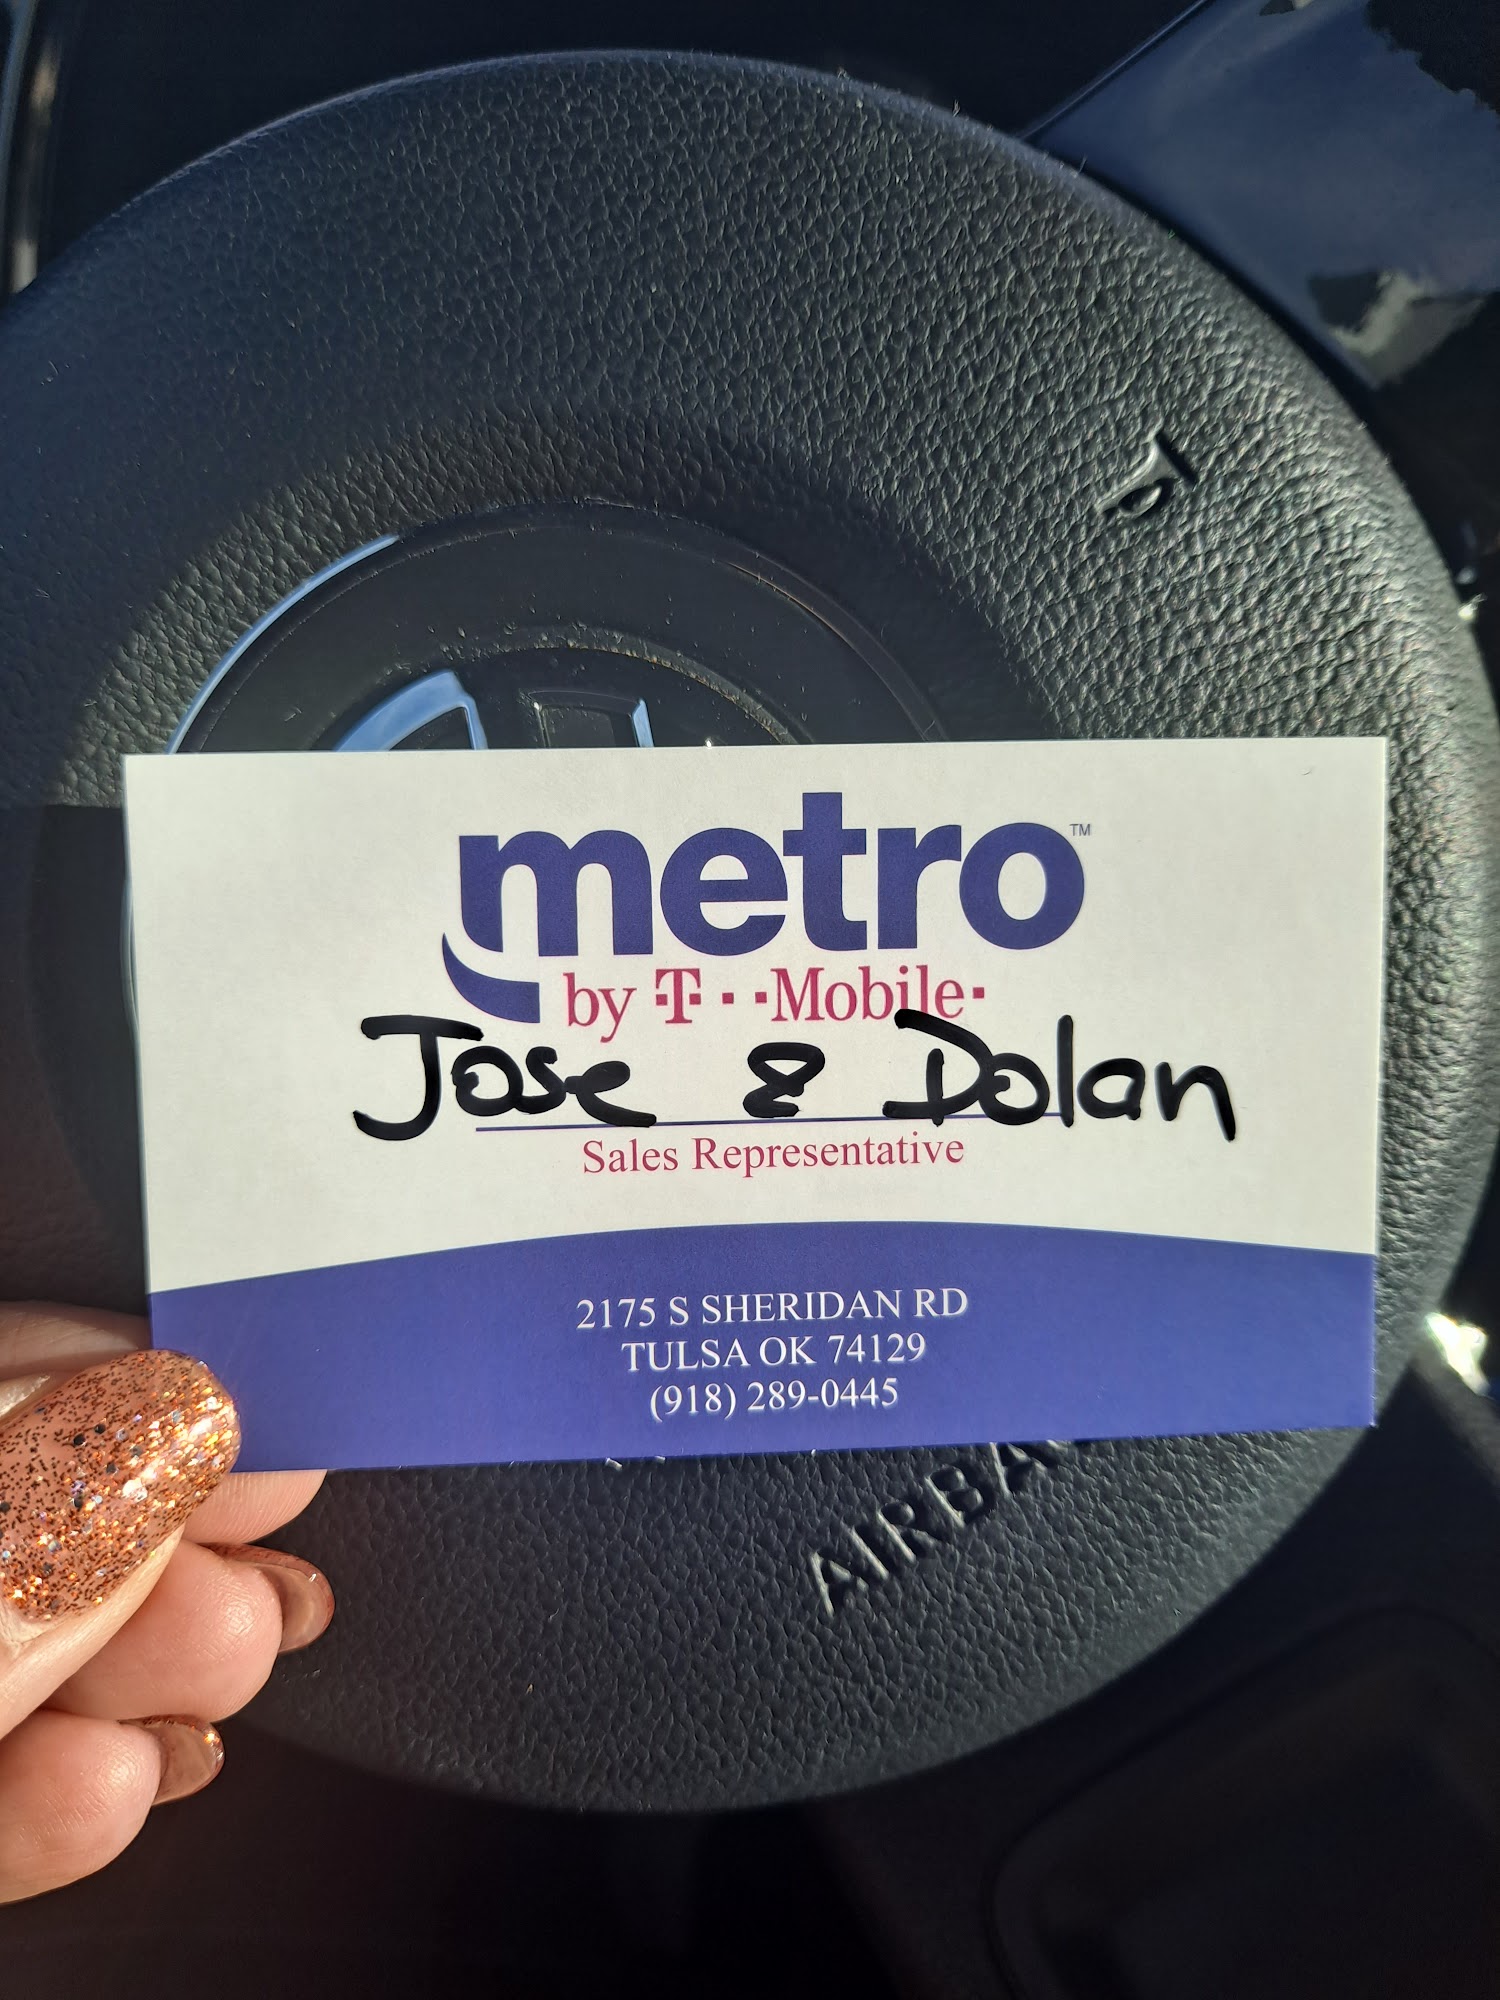 metro™
by T··Mobile·
Jose & Dolan
Sales Representative
2175 S SHERIDAN RD
TULSA OK 74129
(918) 289-0445